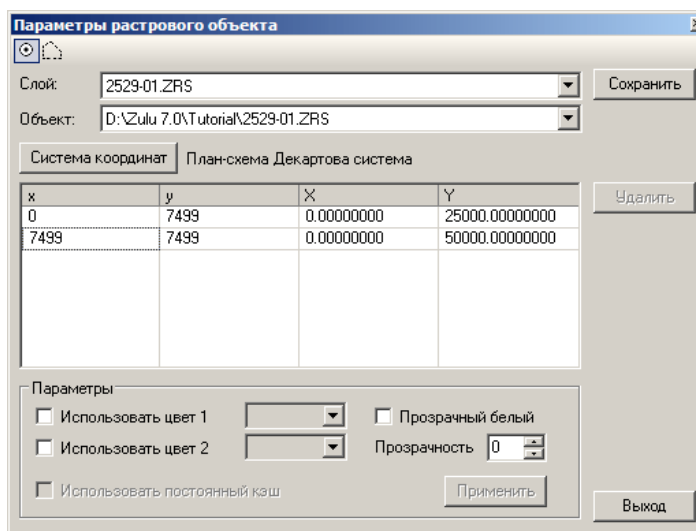 Параметры растрового объекта
Слой: 2529-01.ZRS Сохранить
Объект: D:\Zulu 7.0\Tutorial\2529-01.ZRS
Система координат План-схема Декартова система
x y X Y Удалить
0 7499 0.00000000 25000.00000000
7499 7499 0.00000000 50000.00000000
Параметры
Использовать цвет 1 Прозрачный белый
Использовать цвет 2 Прозрачность 0
Использовать постоянный кэш Применить
Выход